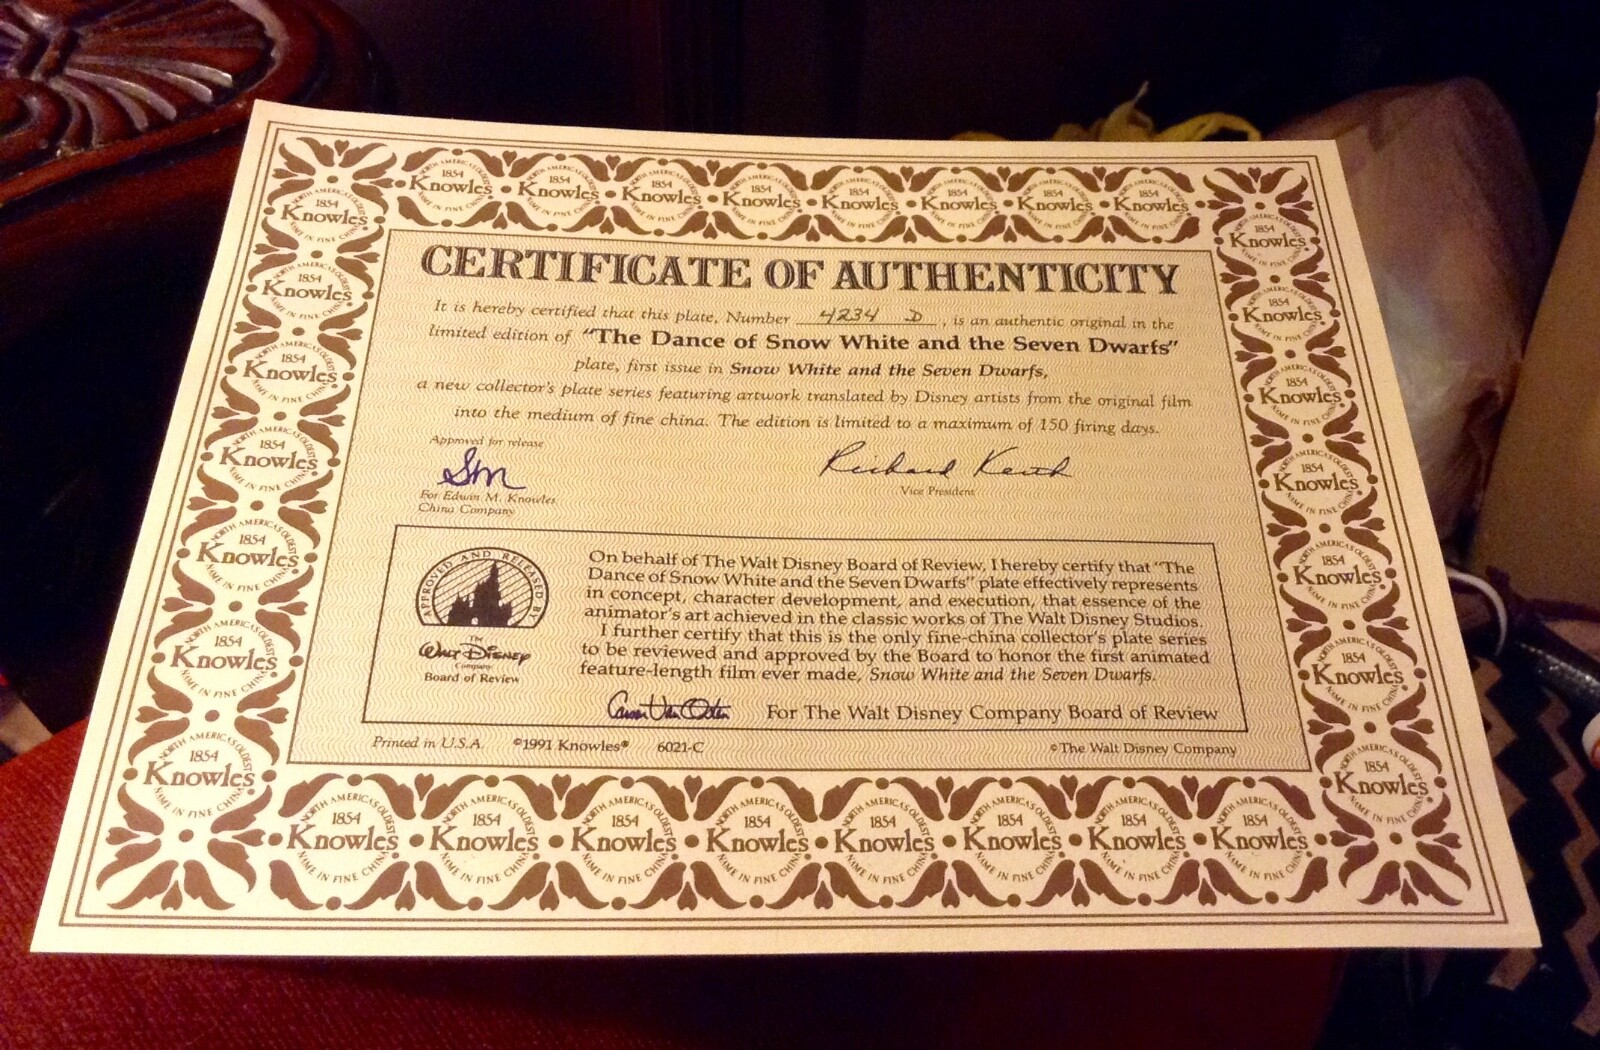 NORTH AMERICA'S OLDEST
1854
Knowles
NAME IN FINE CHINA
CERTIFICATE OF AUTHENTICITY
It is hereby certified that this plate, Number 4234 D, is an authentic original in the
limited edition of "The Dance of Snow White and the Seven Dwarfs"
plate, first issue in Snow White and the Seven Dwarfs,
a new collector's plate series featuring artwork translated by Disney artists from the original film
into the medium of fine china. The edition is limited to a maximum of 150 firing days.
Approved for release
SM
For Edwin M. Knowles
China Company
Richard Keith
Vice President
APPROVED AND RELEASED BY
The
WALT DISNEY
Company
Board of Review
On behalf of The Walt Disney Board of Review, I hereby certify that "The
Dance of Snow White and the Seven Dwarfs" plate effectively represents
in concept, character development, and execution, that essence of the
animator's art achieved in the classic works of The Walt Disney Studios.
I further certify that this is the only fine-china collector's plate series
to be reviewed and approved by the Board to honor the first animated
feature-length film ever made, Snow White and the Seven Dwarfs.
Carson Van Osten For The Walt Disney Company Board of Review
Printed in U.S.A. ©1991 Knowles® 6021-C ©The Walt Disney Company